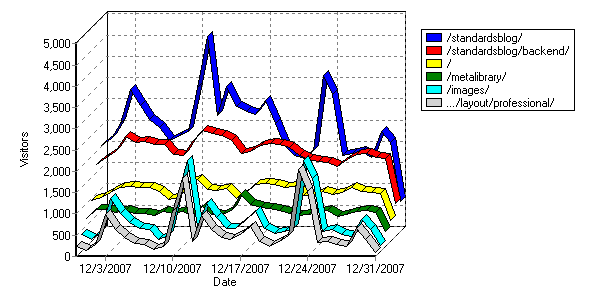 5,000
4,500
4,000
3,500
3,000
2,500
2,000
1,500
1,000
500
0
Visitors
12/3/2007
12/10/2007
12/17/2007
12/24/2007
12/31/2007
Date
/standardsblog/
/standardsblog/backend/
/
/metalibrary/
/images/
.../layout/professional/